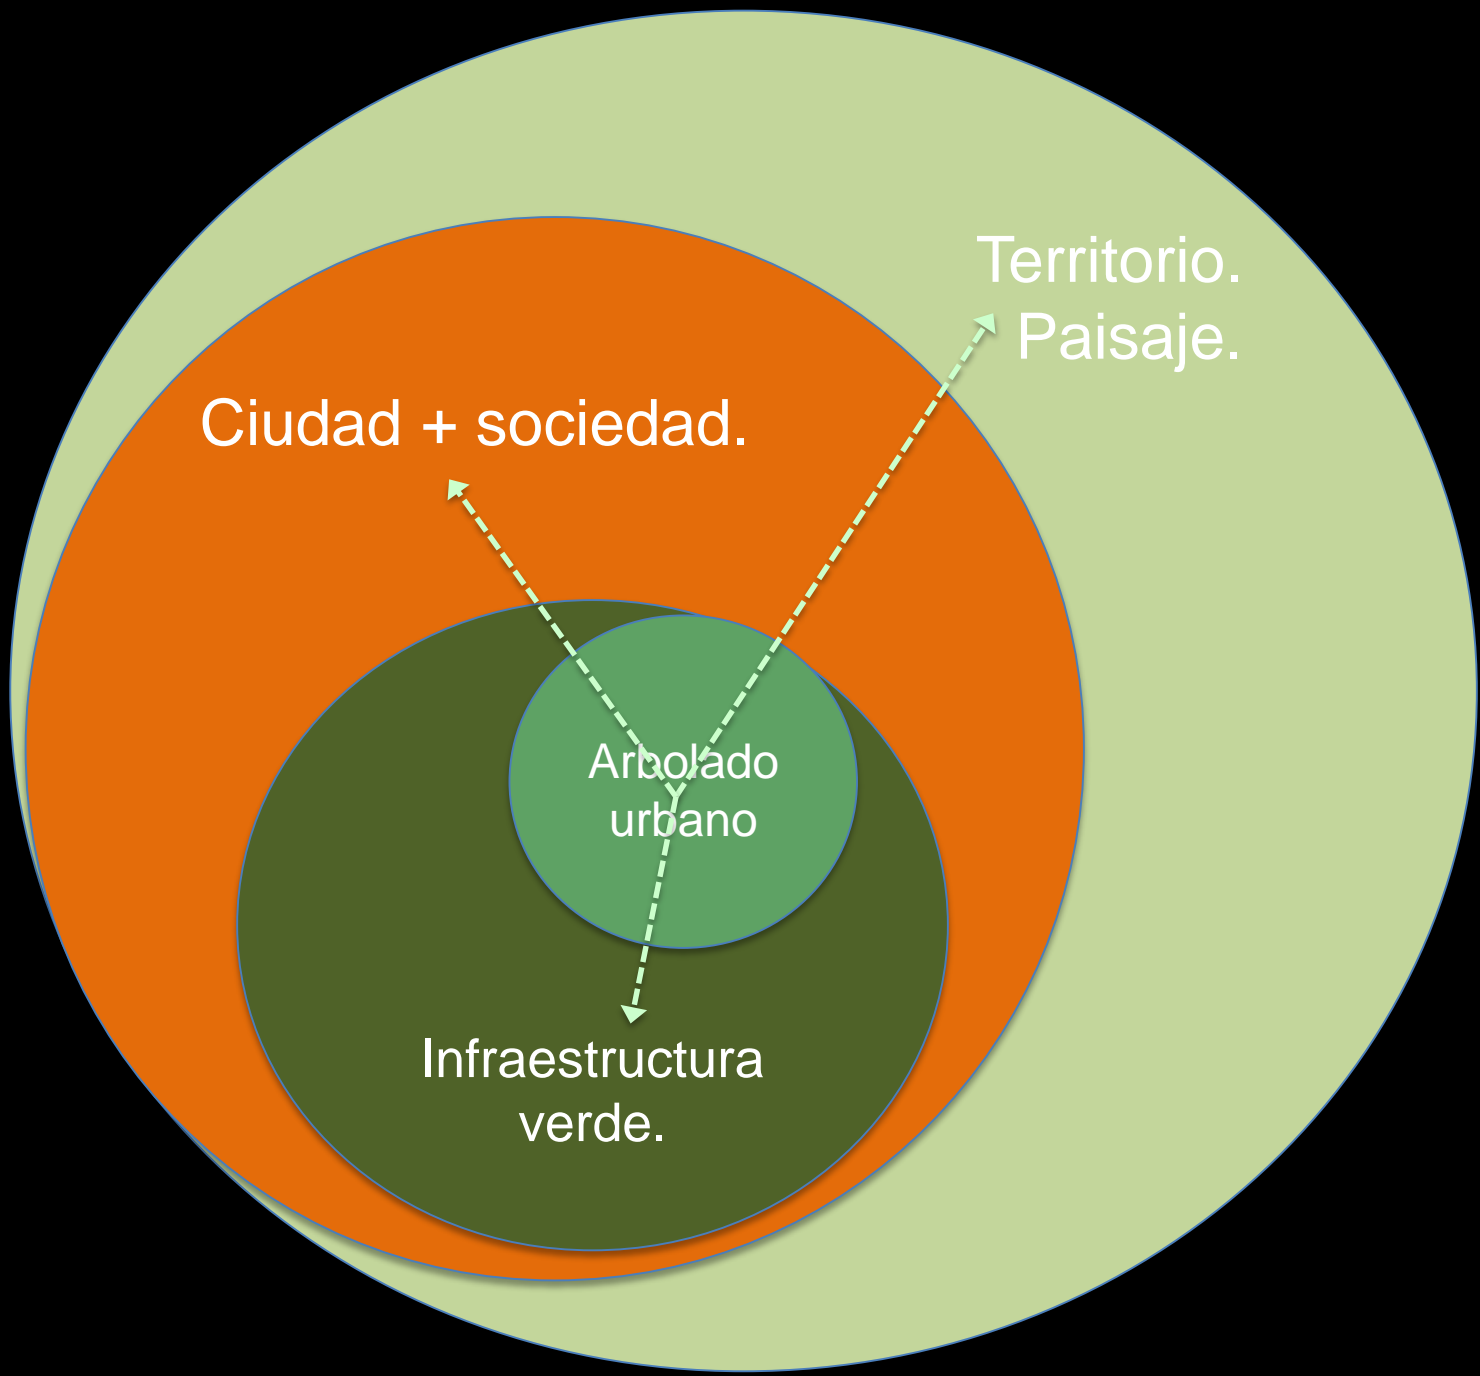 Territorio.
Paisaje.
Ciudad + sociedad.
Arbolado
urbano
Infraestructura
verde.